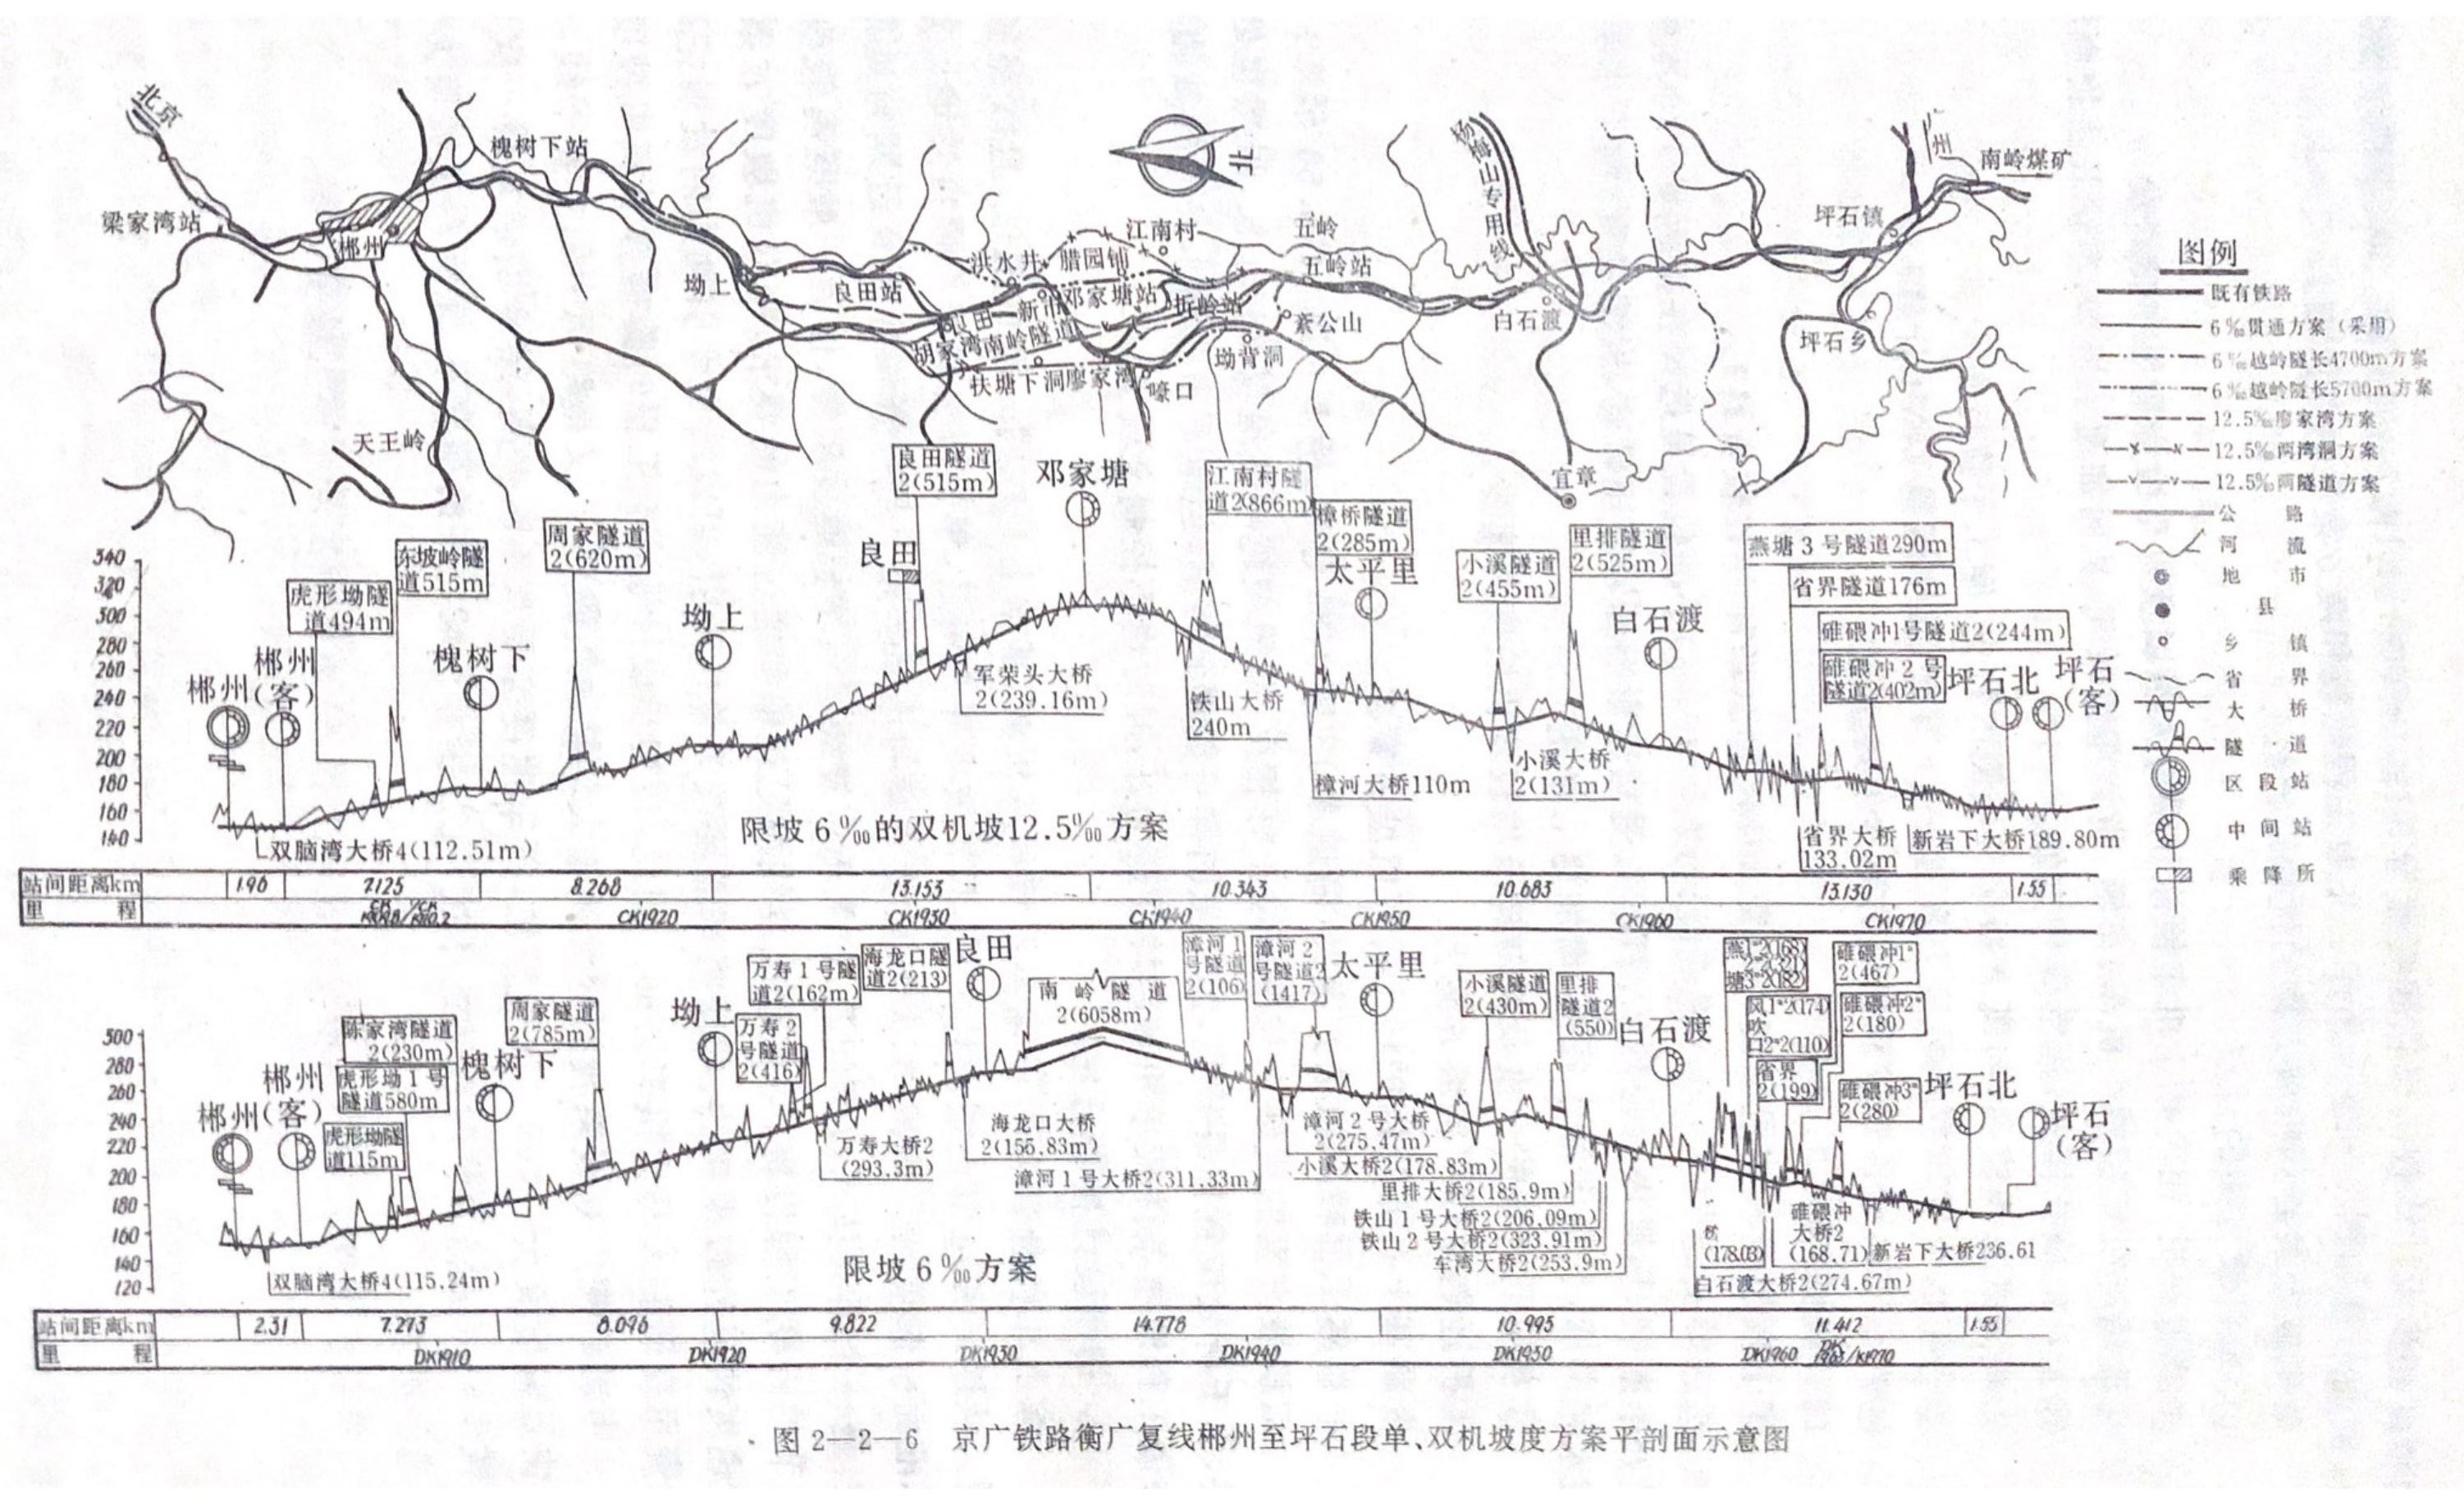 北京
槐树下站
梁家湾站
郴州
坳上
天王岭
北
良田站
洪水井
腊园铺
江南村
五岭
五岭站
新市
邓家塘站
折岭站
良田
南岭隧道
胡家湾
扶塘下洞
廖家湾
嚎口
坳背洞
紊公山
杨梅山专用线
白石渡
宜章
坪石镇
坪石乡
广州
南岭煤矿
图例
既有铁路
6‰贯通方案(采用)
6‰越岭隧长4700m方案
6‰越岭隧长5700m方案
12.5‰廖家湾方案
12.5‰两湾洞方案
12.5‰两隧道方案
公 路
河 流
地 市
县
乡 镇
省 界
大 桥
隧 道
区段站
中间站
乘降所
340
320
300
280
260
240
220
200
180
160
140
郴州
郴州
(客)
虎形坳隧
道494m
东坡岭隧
道515m
槐树下
周家隧道
2(620m)
坳上
良田
良田隧道
2(515m)
邓家塘
江南村隧
道2(866m)
樟桥隧道
2(285m)
太平里
小溪隧道
2(455m)
里排隧道
2(525m)
白石渡
燕塘3号隧道290m
省界隧道176m
碓碨冲1号隧道2(244m)
碓碨冲2号
隧道2(402m)
坪石北
坪石
(客)
军荣头大桥
2(239.16m)
铁山大桥
240m
樟河大桥110m
小溪大桥
2(131m)
省界大桥
133.02m
新岩下大桥189.80m
双脑湾大桥4(112.51m)
限坡6‰的双机坡12.5‰方案
站间距离km 1.96 7.125 8.268 13.153 10.343 10.683 13.130 1.55
里 程 CK1920 CK1930 CK1940 CK1950 CK1960 CK1970
300
280
260
240
220
200
180
160
140
120
郴州
郴州
(客)
陈家湾隧道
2(230m)
虎形坳1号
隧道580m
虎形坳隧
道115m
槐树下
周家隧道
2(785m)
坳上
万寿1号隧
道2(162m)
万寿2
号隧道
2(416)
海龙口隧
道2(213)
良田
南岭隧道
2(6058m)
漳河1
号隧道
2(106)
漳河2
号隧道2
(1417)
太平里
小溪隧道
2(430m)
里排
隧道2
(550)
白石渡
风1#2(174)
吹
口2#2(110)
省界
2(199)
碓碨冲1#
2(467)
碓碨冲2#
2(180)
碓碨冲3#
2(280)
坪石北
坪石
(客)
万寿大桥2
(293.3m)
海龙口大桥
2(155.83m)
漳河1号大桥2(311.33m)
漳河2号大桥
2(275.47m)
小溪大桥2(178.83m)
里排大桥2(185.9m)
铁山1号大桥2(206.09m)
铁山2号大桥2(323.91m)
车湾大桥2(253.9m)
(178.03)
碓碨冲
大桥2
(168.71)
新岩下大桥236.61
白石渡大桥2(274.67m)
双脑湾大桥4(115.24m)
限坡6‰方案
站间距离km 2.31 7.273 8.096 9.822 14.778 10.995 11.412 1.55
里 程 DK1910 DK1920 DK1930 DK1940 DK1950 DK1960
图2—2—6 京广铁路衡广复线郴州至坪石段单、双机坡度方案平剖面示意图